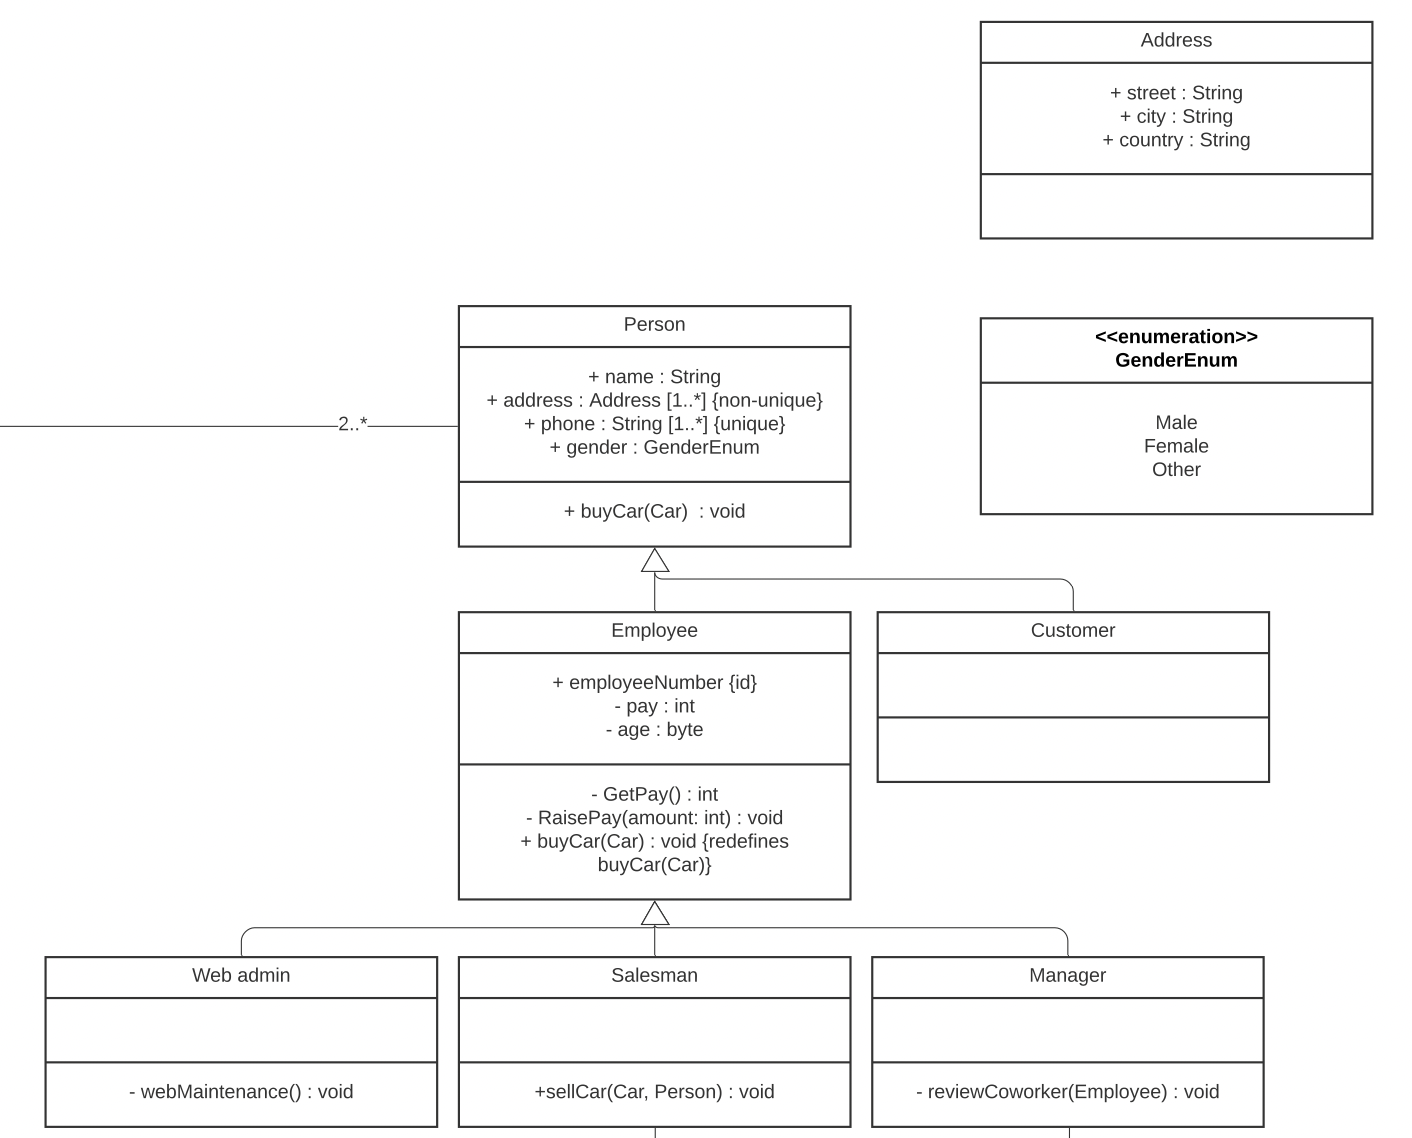 Address
+ street : String
+ city : String
+ country : String
Person
+ name : String
+ address : Address [1..*] {non-unique}
+ phone : String [1..*] {unique}
+ gender : GenderEnum
+ buyCar(Car)  : void
2..*
<<enumeration>>
GenderEnum
Male
Female
Other
Employee
+ employeeNumber {id}
- pay : int
- age : byte
- GetPay() : int
- RaisePay(amount: int) : void
+ buyCar(Car) : void {redefines
buyCar(Car)}
Customer
Web admin
- webMaintenance() : void
Salesman
+sellCar(Car, Person) : void
Manager
- reviewCoworker(Employee) : void